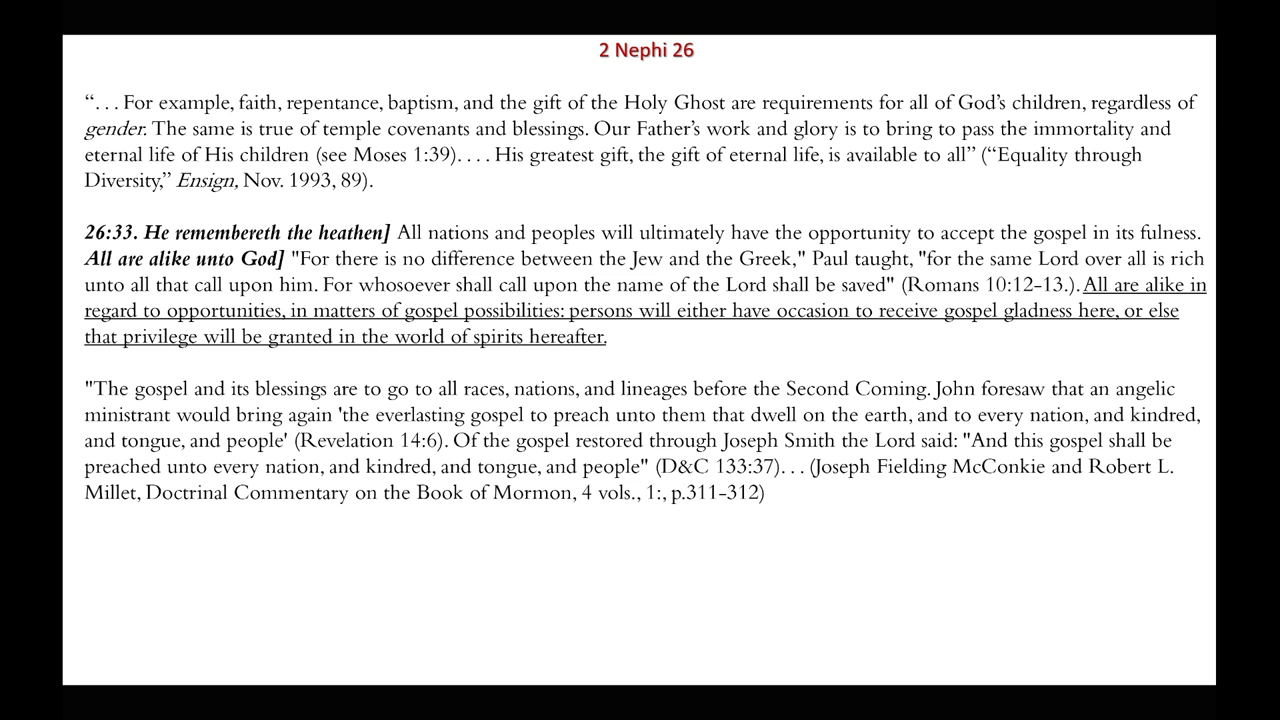 2 Nephi 26
“. . . For example, faith, repentance, baptism, and the gift of the Holy Ghost are requirements for all of God’s children, regardless of
gender. The same is true of temple covenants and blessings. Our Father’s work and glory is to bring to pass the immortality and
eternal life of His children (see Moses 1:39). . . . His greatest gift, the gift of eternal life, is available to all” (“Equality through
Diversity,” Ensign, Nov. 1993, 89).
26:33. He remembereth the heathen] All nations and peoples will ultimately have the opportunity to accept the gospel in its fulness.
All are alike unto God] "For there is no difference between the Jew and the Greek," Paul taught, "for the same Lord over all is rich
unto all that call upon him. For whosoever shall call upon the name of the Lord shall be saved" (Romans 10:12-13.). All are alike in
regard to opportunities, in matters of gospel possibilities: persons will either have occasion to receive gospel gladness here, or else
that privilege will be granted in the world of spirits hereafter.
"The gospel and its blessings are to go to all races, nations, and lineages before the Second Coming. John foresaw that an angelic
ministrant would bring again 'the everlasting gospel to preach unto them that dwell on the earth, and to every nation, and kindred,
and tongue, and people' (Revelation 14:6). Of the gospel restored through Joseph Smith the Lord said: "And this gospel shall be
preached unto every nation, and kindred, and tongue, and people" (D&C 133:37). . . (Joseph Fielding McConkie and Robert L.
Millet, Doctrinal Commentary on the Book of Mormon, 4 vols., 1:, p.311-312)